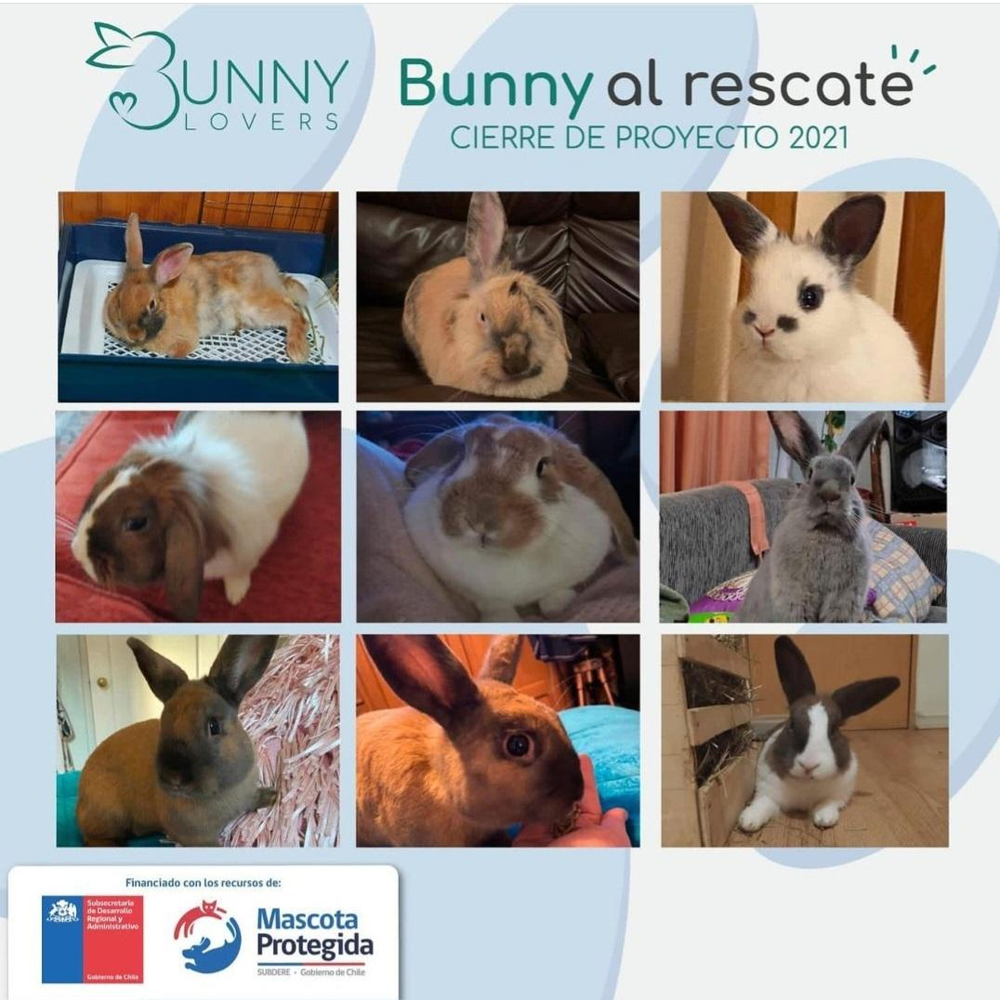 BUNNY
LOVERS
Bunny al rescate
CIERRE DE PROYECTO 2021
Financiado con los recursos de:
Subsecretaría
de Desarrollo
Regional y
Administrativo
Gobierno de Chile
Mascota
Protegida
SUBDERE - Gobierno de Chile